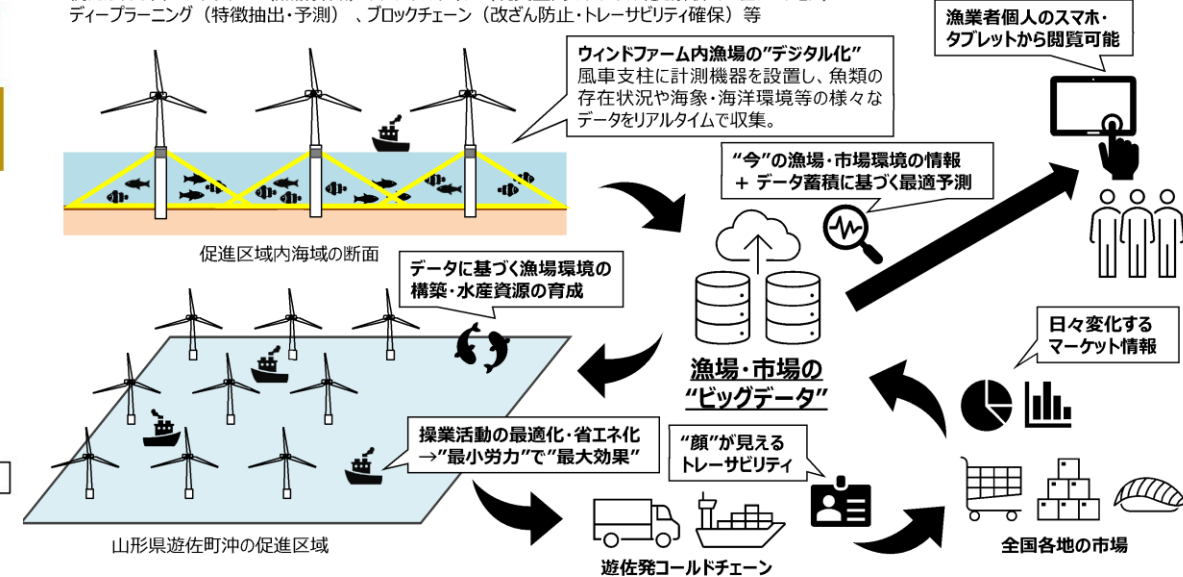 ディープラーニング（特徴抽出・予測）、ブロックチェーン（改ざん防止・トレーサビリティ確保）等
漁業者個人のスマホ・
タブレットから閲覧可能
ウィンドファーム内漁場の”デジタル化”
風車支柱に計測機器を設置し、魚類の
存在状況や海象・海洋環境等の様々な
データをリアルタイムで収集。
“今”の漁場・市場環境の情報
+ データ蓄積に基づく最適予測
促進区域内海域の断面
データに基づく漁場環境の
構築・水産資源の育成
漁場・市場の
“ビッグデータ”
日々変化する
マーケット情報
操業活動の最適化・省エネ化
→”最小労力”で”最大効果”
“顔”が見える
トレーサビリティ
山形県遊佐町沖の促進区域
遊佐発コールドチェーン
全国各地の市場